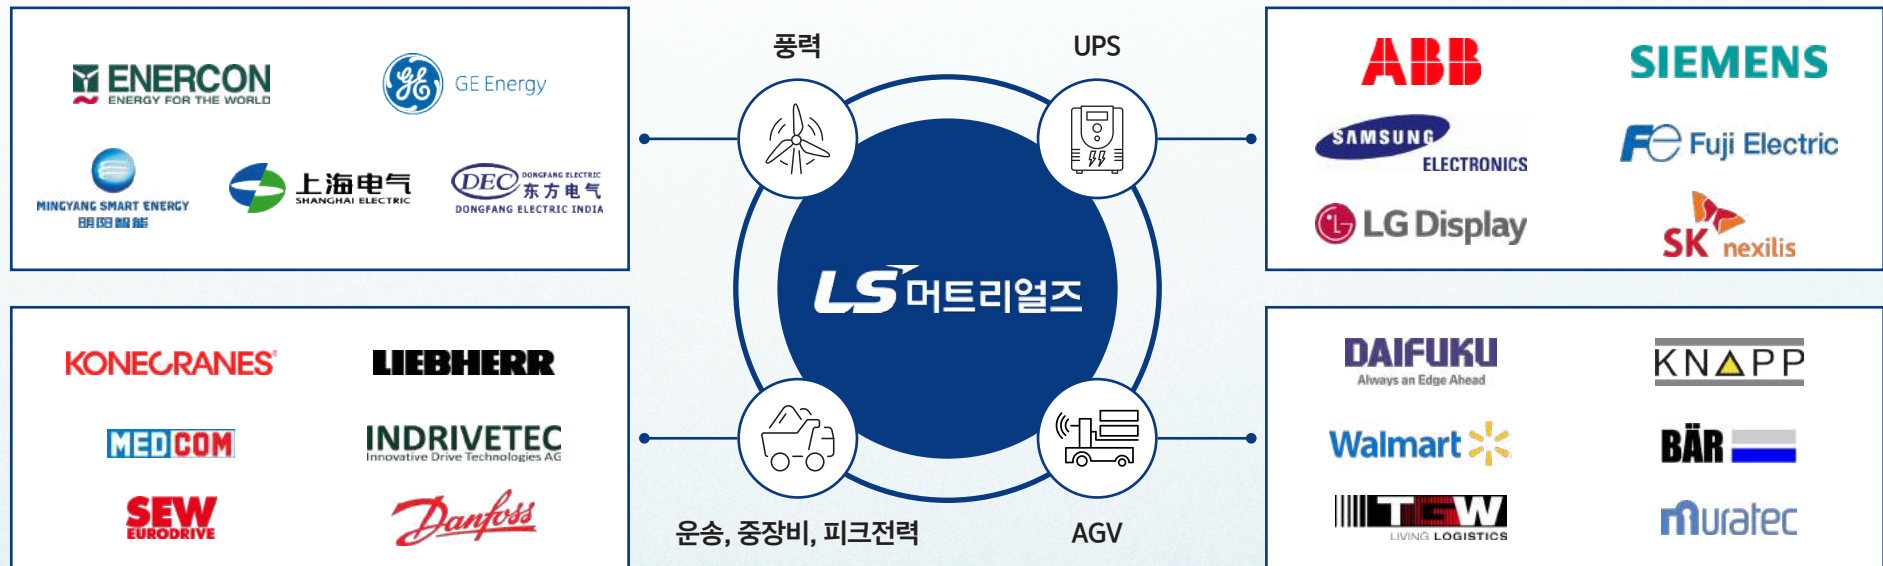 풍력
UPS
ENERCON
ENERGY FOR THE WORLD
GE Energy
MINGYANG SMART ENERGY
明阳智能
上海电气
SHANGHAI ELECTRIC
DEC
DONGFANG ELECTRIC
东方电气
DONGFANG ELECTRIC INDIA
ABB
SIEMENS
SAMSUNG
ELECTRONICS
Fe Fuji Electric
LG Display
SK nexilis
LS 머트리얼즈
KONECRANES
LIEBHERR
MEDCOM
INDRIVETEC
Innovative Drive Technologies AG
SEW
EURODRIVE
Danfoss
운송, 중장비, 피크전력
AGV
DAIFUKU
Always an Edge Ahead
KNAPP
Walmart
BÄR
TGW
LIVING LOGISTICS
muratec